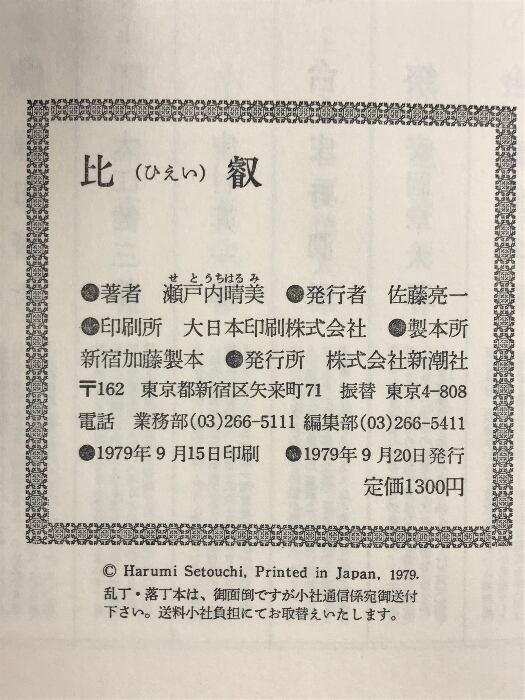 比（ひえい）叡
せとうちはるみ
●著者 瀬戸内晴美 ●発行者 佐藤亮一
●印刷所 大日本印刷株式会社 ●製本所
新宿加藤製本 ●発行所 株式会社新潮社
〒162 東京都新宿区矢来町71 振替 東京4-808
電話 業務部(03)266-5111 編集部(03)266-5411
●1979年9月15日印刷 ●1979年9月20日発行
定価1300円
© Harumi Setouchi, Printed in Japan, 1979.
乱丁・落丁本は、御面倒ですが小社通信係宛御送付
下さい。送料小社負担にてお取替えいたします。